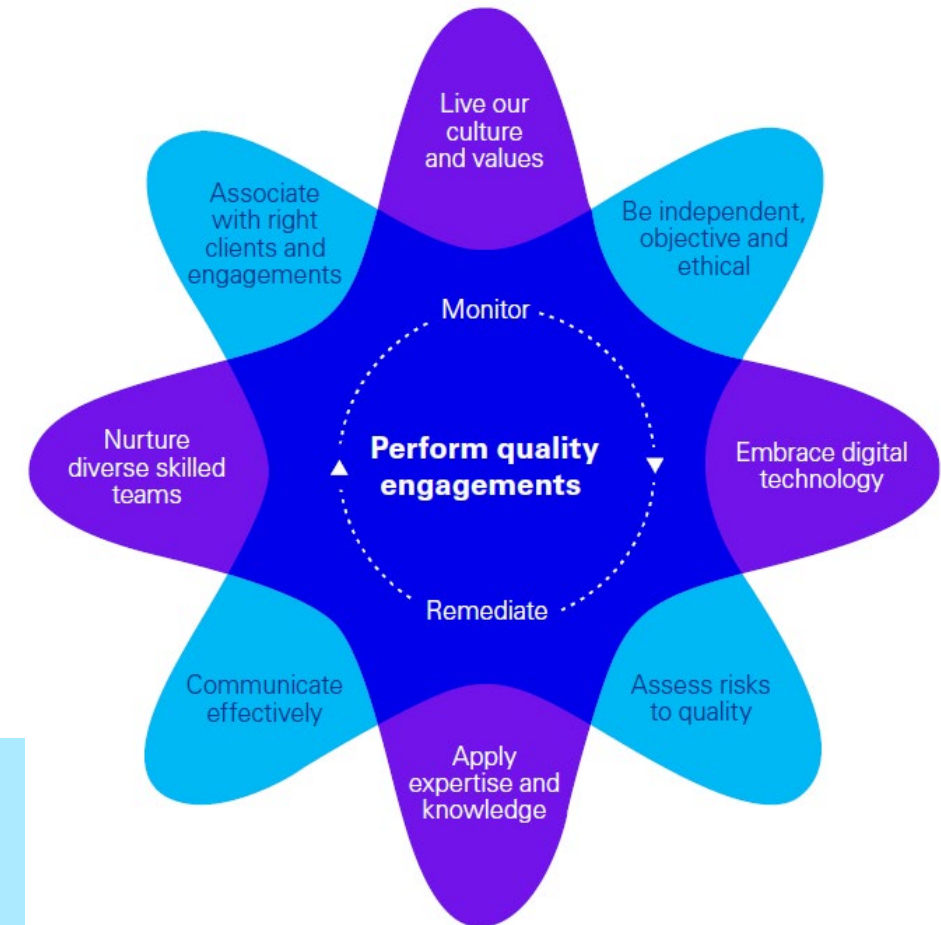 Live our
culture
and values
Associate
with right
clients and
engagements
Be independent,
objective and
ethical
Monitor
Nurture
diverse skilled
teams
Perform quality
engagements
Embrace digital
technology
Remediate
Communicate
effectively
Assess risks
to quality
Apply
expertise and
knowledge